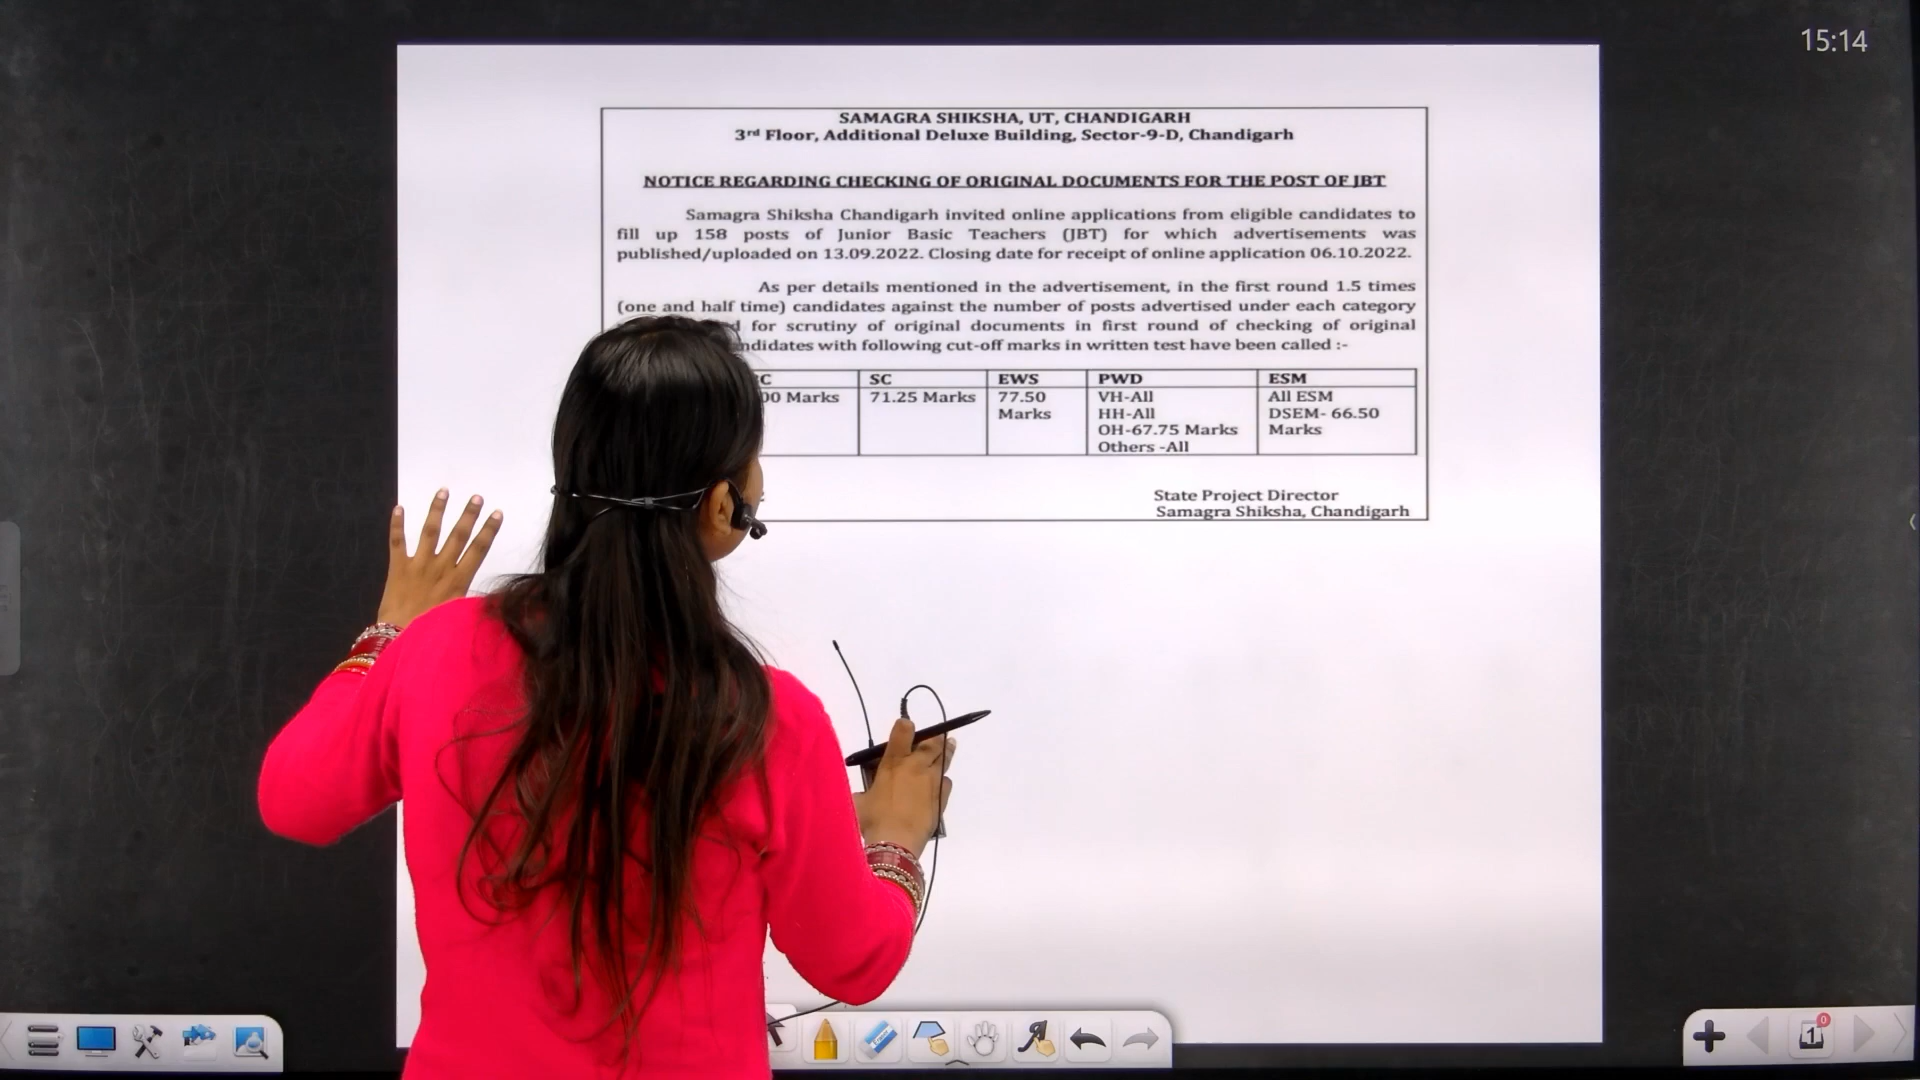 15:14
SAMAGRA SHIKSHA, UT, CHANDIGARH
3rd Floor, Additional Deluxe Building, Sector-9-D, Chandigarh
NOTICE REGARDING CHECKING OF ORIGINAL DOCUMENTS FOR THE POST OF JBT
Samagra Shiksha Chandigarh invited online applications from eligible candidates to
fill up 158 posts of Junior Basic Teachers (JBT) for which advertisements was
published/uploaded on 13.09.2022. Closing date for receipt of online application 06.10.2022.
As per details mentioned in the advertisement, in the first round 1.5 times
(one and half time) candidates against the number of posts advertised under each category
for scrutiny of original documents in first round of checking of original
with following cut-off marks in written test have been called :-
SC EWS PWD ESM
Marks 71.25 Marks 77.50 VH-All All ESM
Marks HH-All DSEM- 66.50
OH-67.75 Marks Marks
Others -All
State Project Director
Samagra Shiksha, Chandigarh
1 0